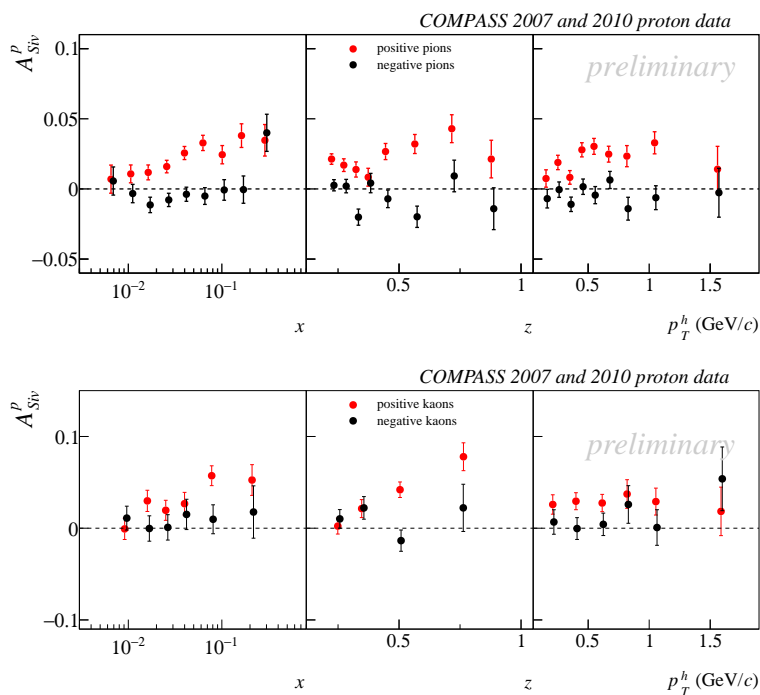 COMPASS 2007 and 2010 proton data
A^p_Siv
0.1
0.05
0
−0.05
positive pions
negative pions
preliminary
10^−2
10^−1
0.5
1
0.5
1
1.5
x
z
p_T^h (GeV/c)
COMPASS 2007 and 2010 proton data
A^p_Siv
0.1
0
−0.1
positive kaons
negative kaons
preliminary
10^−2
10^−1
0.5
1
0.5
1
1.5
x
z
p_T^h (GeV/c)